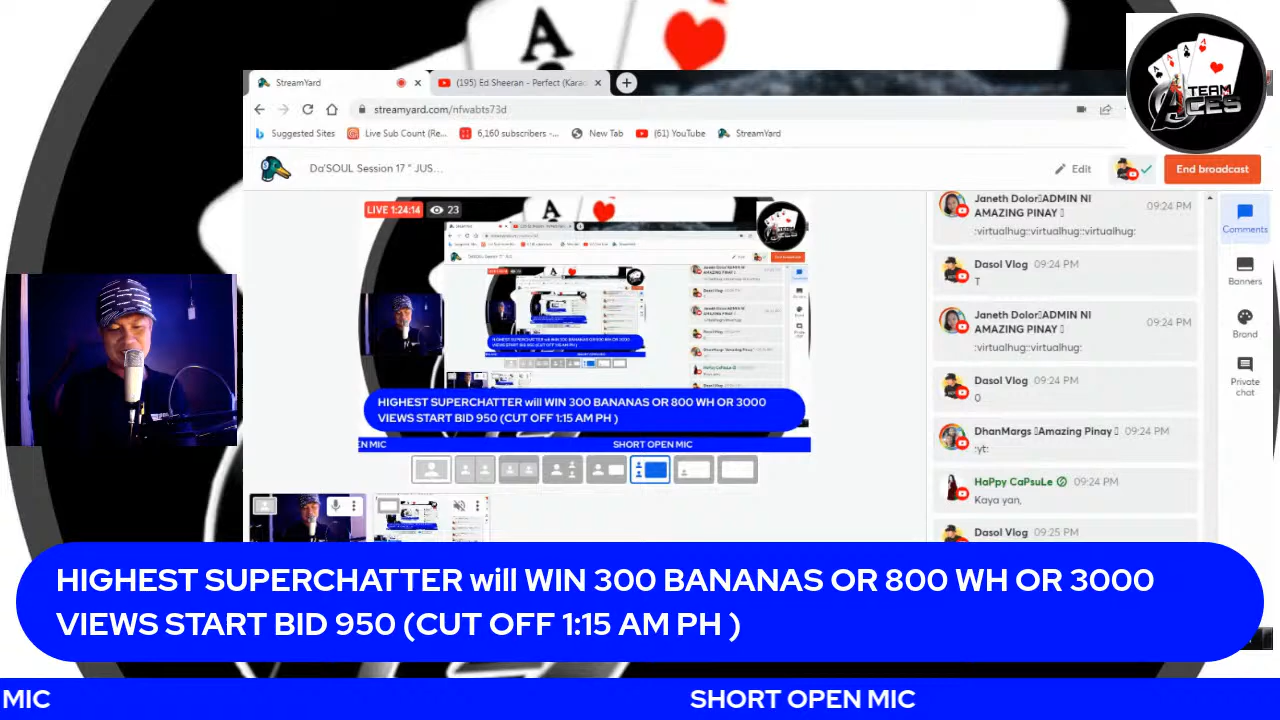 A
TEAM
ACES
StreamYard
(195) Ed Sheeran - Perfect (Kara
streamyard.com/nfwabts73d
Suggested Sites
Live Sub Count (Re...
6,160 subscribers -...
New Tab
(61) YouTube
StreamYard
Da'SOUL Session 17 " JUS...
Edit
End broadcast
LIVE 1:24:14
23
HIGHEST SUPERCHATTER will WIN 300 BANANAS OR 800 WH OR 3000
VIEWS START BID 950 (CUT OFF 1:15 AM PH )
EN MIC
SHORT OPEN MIC
Janeth Dolor ADMIN NI
AMAZING PINAY
09:24 PM
:virtualhug::virtualhug::virtualhug:
Dasol Vlog 09:24 PM
T
Janeth Dolor ADMIN NI
AMAZING PINAY
09:24 PM
:virtualhug::virtualhug:
Dasol Vlog 09:24 PM
0
DhanMargs Amazing Pinay 09:24 PM
:yt:
HaPpy CaPsuLe 09:24 PM
Kaya yan,
Dasol Vlog 09:25 PM
Comments
Banners
Brand
Private
chat
HIGHEST SUPERCHATTER will WIN 300 BANANAS OR 800 WH OR 3000
VIEWS START BID 950 (CUT OFF 1:15 AM PH )
MIC
SHORT OPEN MIC